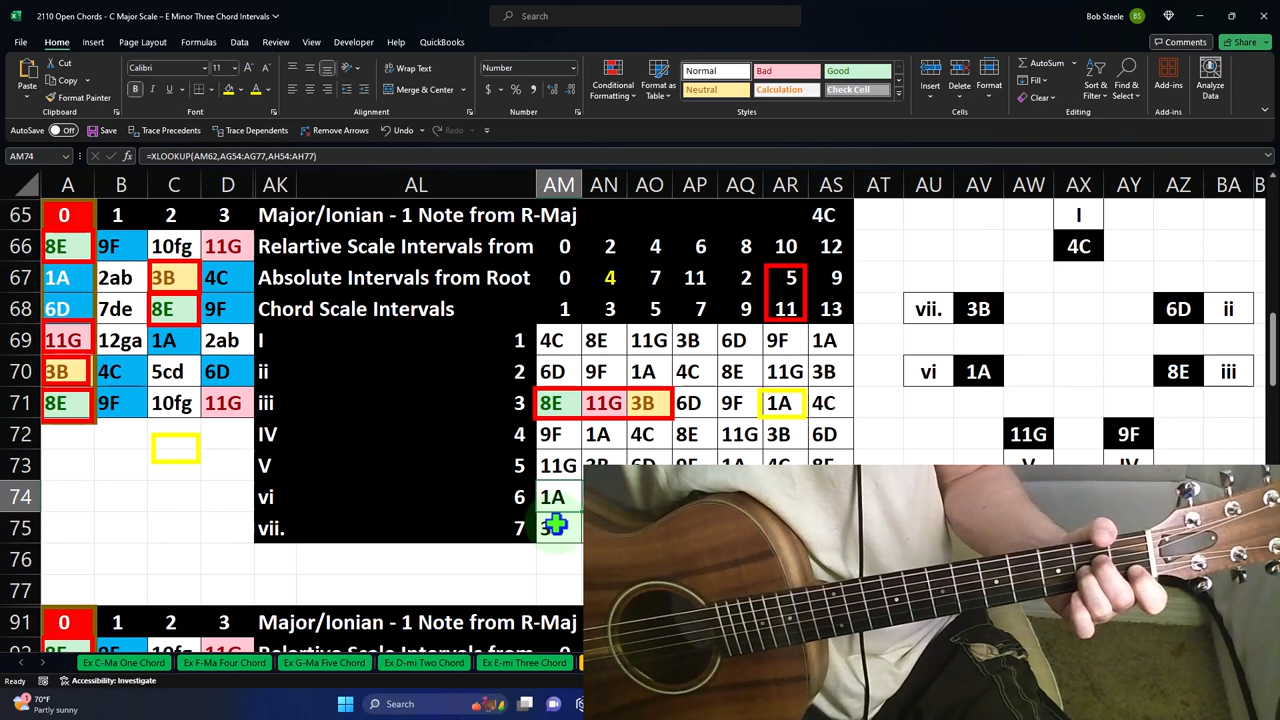 2110 Open Chords - C Major Scale – E Minor Three Chord Intervals
Search
Bob Steele BS
File Home Insert Page Layout Formulas Data Review View Developer Help QuickBooks
Comments Share
Cut Copy Format Painter Paste
Calibri 11
Wrap Text
Merge & Center
Number
Conditional Formatting Format as Table
Normal Bad Good
Neutral Calculation Check Cell
Insert Delete Format
AutoSum Fill Clear
Sort & Filter Find & Select Add-ins Analyze Data
Clipboard Font Alignment Number Styles Cells Editing Add-ins
AutoSave Off Save Trace Precedents Trace Dependents Remove Arrows Undo Redo
AM74 fx =XLOOKUP(AM62,AG54:AG77,AH54:AH77)
A B C D AK AL AM AN AO AP AQ AR AS AT AU AV AW AX AY AZ BA B
65 0 1 2 3 Major/Ionian - 1 Note from R-Maj 4C I
66 8E 9F 10fg 11G Relartive Scale Intervals from 0 2 4 6 8 10 12 4C
67 1A 2ab 3B 4C Absolute Intervals from Root 0 4 7 11 2 5 9
68 6D 7de 8E 9F Chord Scale Intervals 1 3 5 7 9 11 13 vii. 3B 6D ii
69 11G 12ga 1A 2ab I 1 4C 8E 11G 3B 6D 9F 1A
70 3B 4C 5cd 6D ii 2 6D 9F 1A 4C 8E 11G 3B vi 1A 8E iii
71 8E 9F 10fg 11G iii 3 8E 11G 3B 6D 9F 1A 4C
72 IV 4 9F 1A 4C 8E 11G 3B 6D 11G 9F
73 V 5 11G
74 vi 6 1A
75 vii. 7
76
77
91 0 1 2 3 Major/Ionian - 1 Note from R-Maj
Relartive Scale Intervals from
Ex C-Ma One Chord Ex F-Ma Four Chord Ex G-Ma Five Chord Ex D-mi Two Chord Ex E-mi Three Chord
Ready Accessibility: Investigate
70°F
Partly sunny
Search